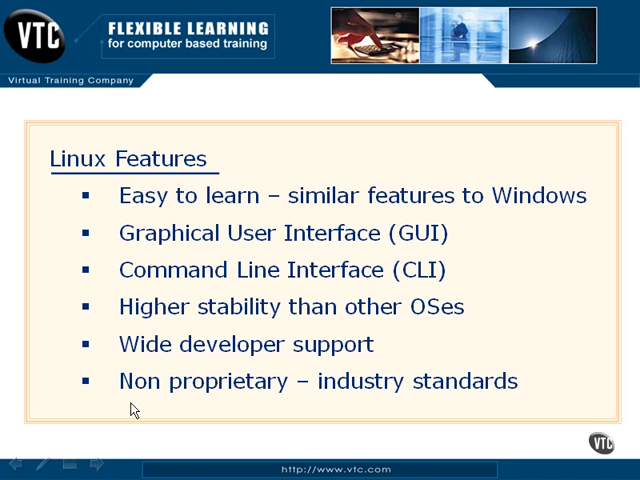 VTC
FLEXIBLE LEARNING
for computer based training
Virtual Training Company
Linux Features
▪ Easy to learn – similar features to Windows
▪ Graphical User Interface (GUI)
▪ Command Line Interface (CLI)
▪ Higher stability than other OSes
▪ Wide developer support
▪ Non proprietary – industry standards
VTC
http://www.vtc.com